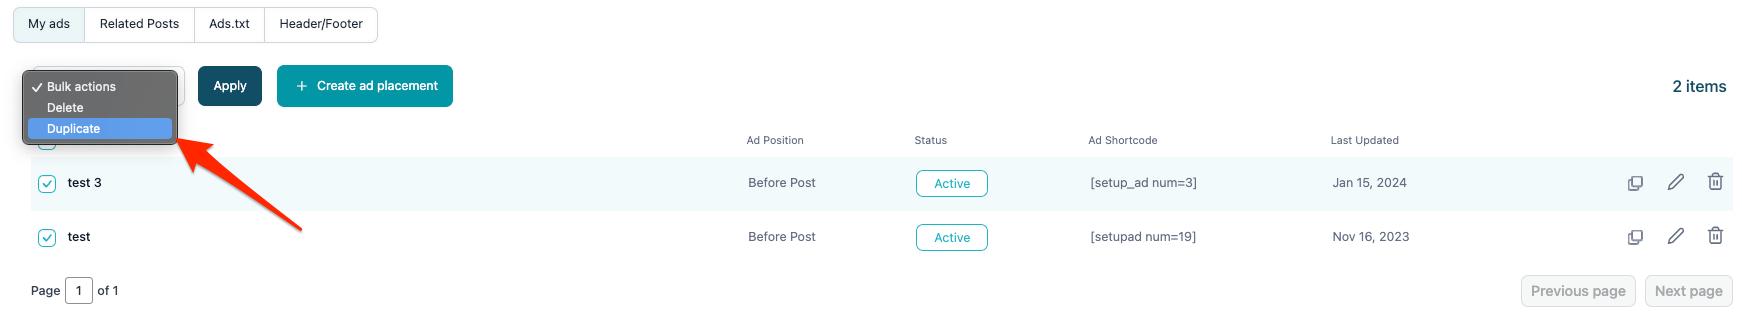 My ads Related Posts Ads.txt Header/Footer
Bulk actions
Delete
Duplicate
Apply
Create ad placement
2 items
Ad Position Status Ad Shortcode Last Updated
test 3 Before Post Active [setup_ad num=3] Jan 15, 2024
test Before Post Active [setupad num=19] Nov 16, 2023
Page 1 of 1 Previous page Next page